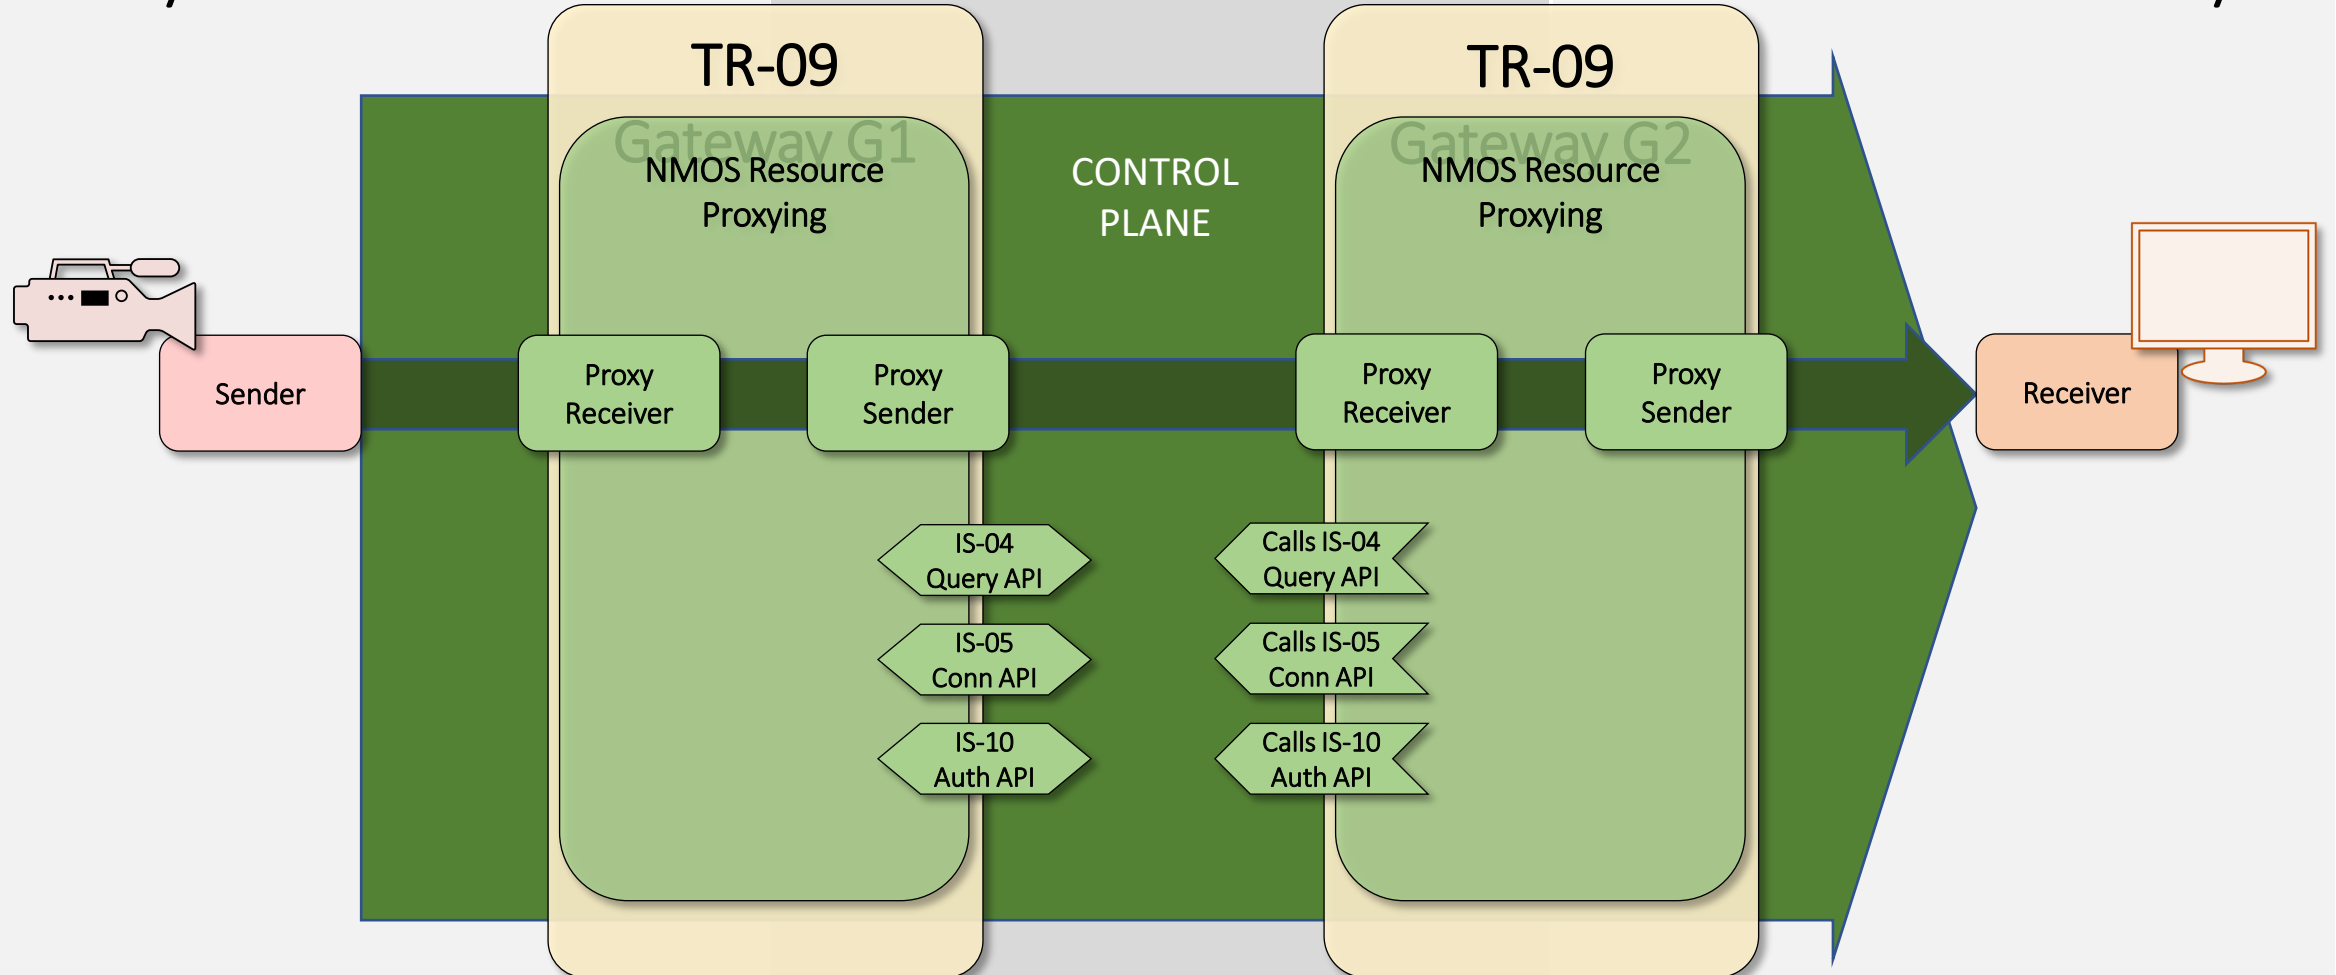 TR-09
Gateway G1
NMOS Resource
Proxying
TR-09
Gateway G2
NMOS Resource
Proxying
CONTROL
PLANE
Sender
Proxy
Receiver
Proxy
Sender
Proxy
Receiver
Proxy
Sender
Receiver
IS-04
Query API
Calls IS-04
Query API
IS-05
Conn API
Calls IS-05
Conn API
IS-10
Auth API
Calls IS-10
Auth API